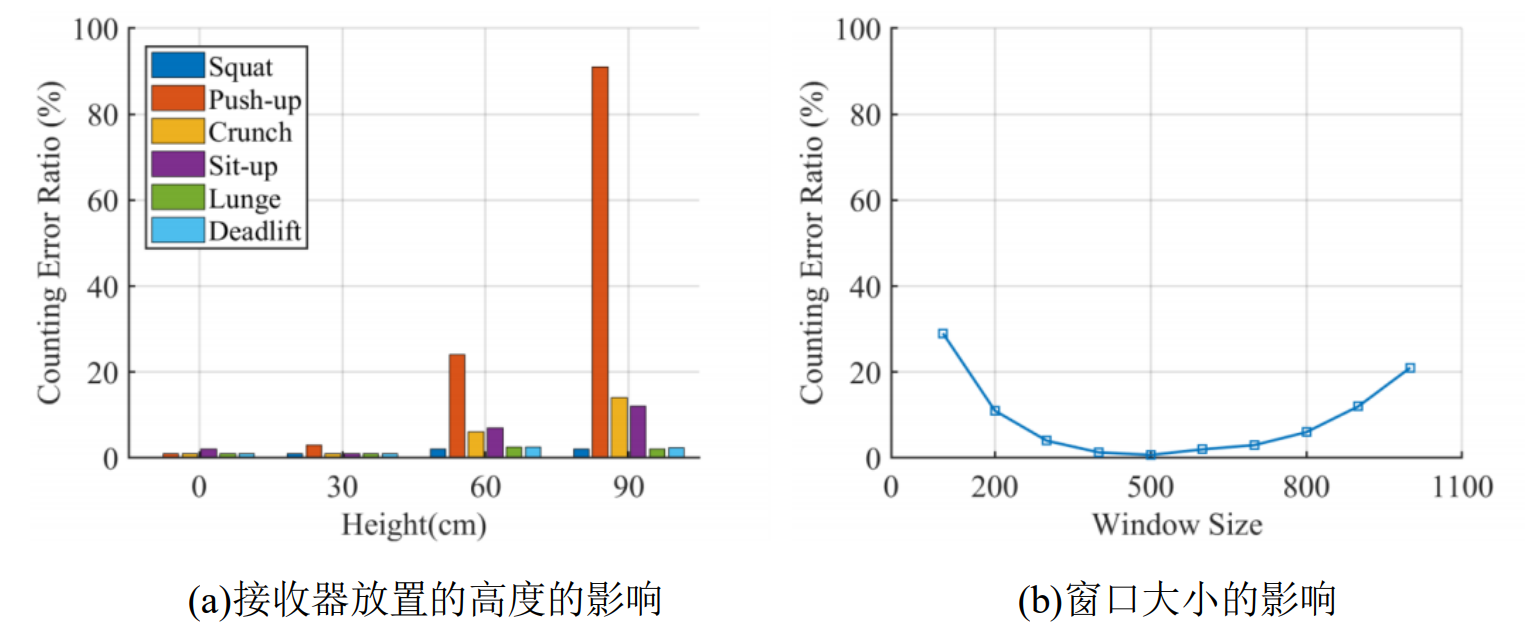 100
80
60
40
20
0
Counting Error Ratio (%)
Squat
Push-up
Crunch
Sit-up
Lunge
Deadlift
0 30 60 90
Height(cm)
(a)接收器放置的高度的影响
100
80
60
40
20
0
Counting Error Ratio (%)
0 200 500 800 1100
Window Size
(b)窗口大小的影响